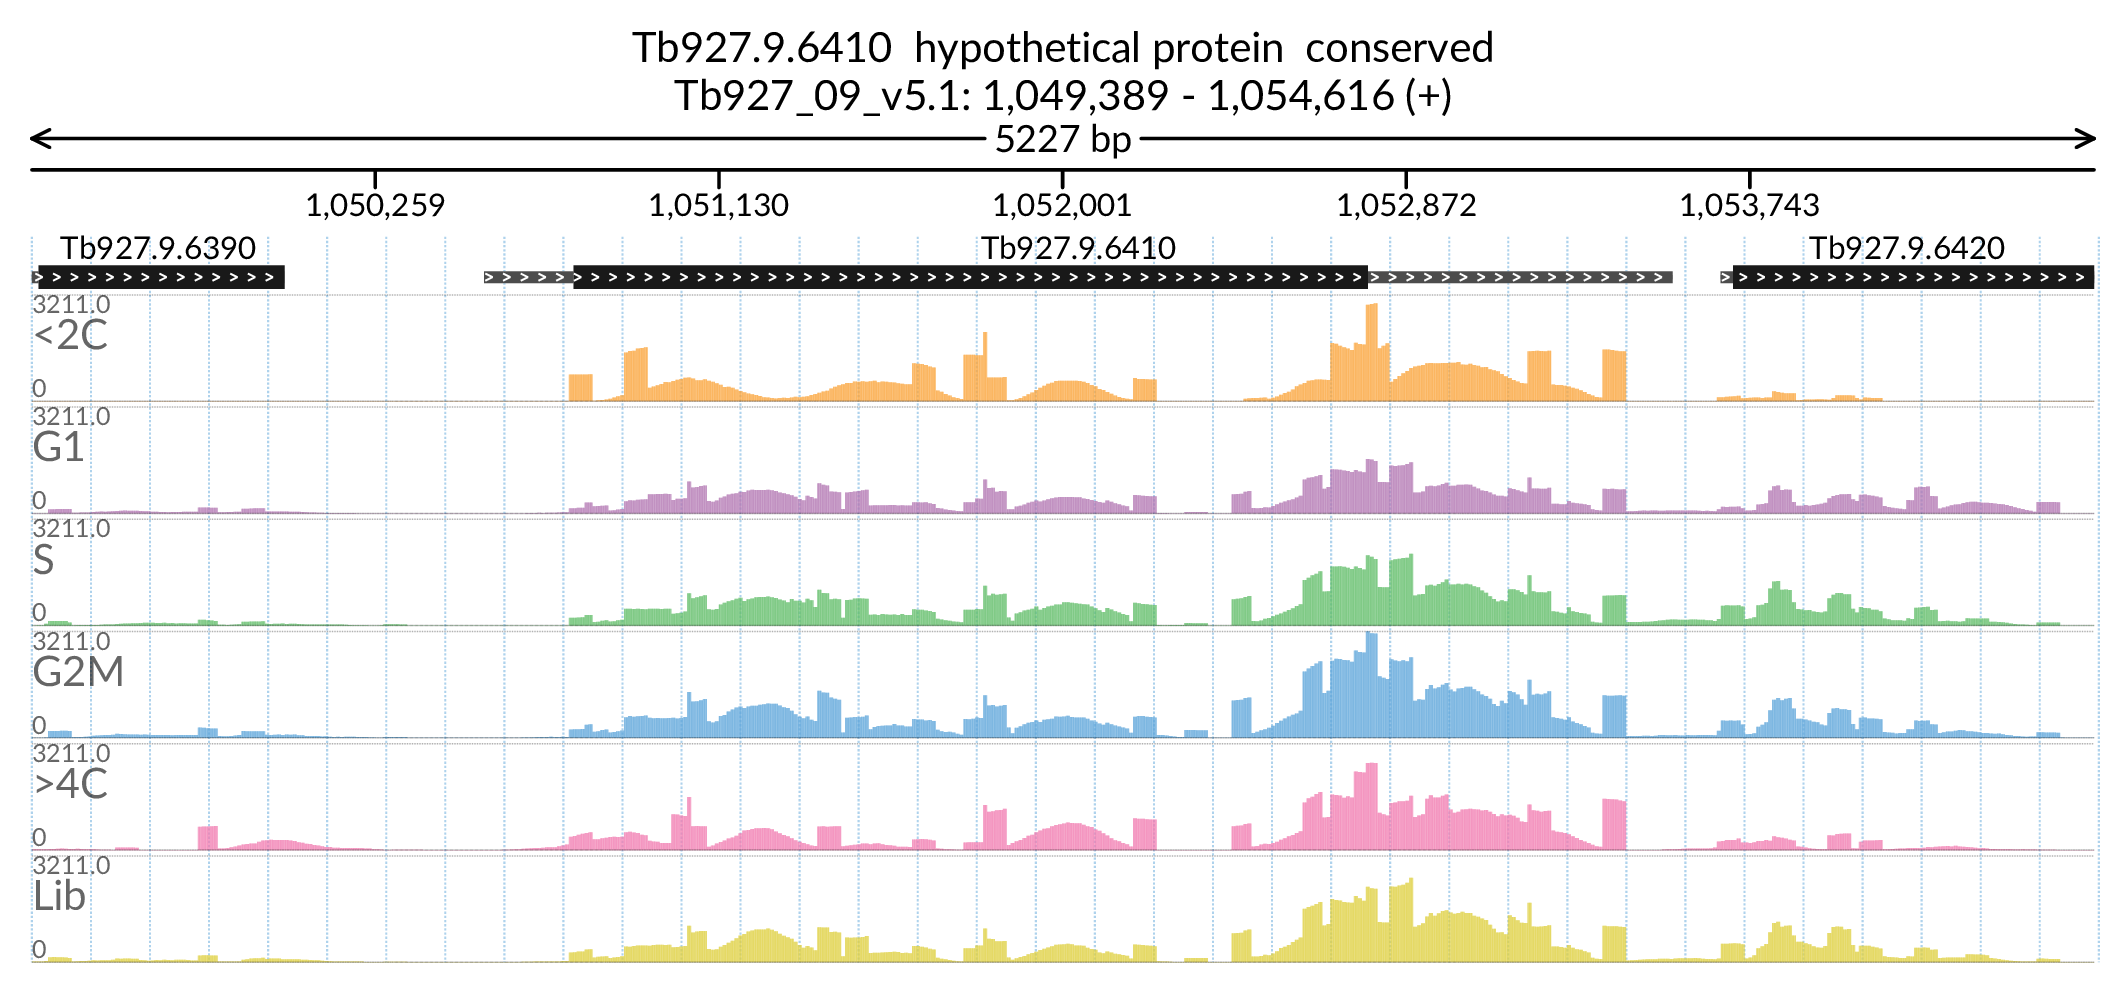 Tb927.9.6410  hypothetical protein  conserved
Tb927_09_v5.1: 1,049,389 - 1,054,616 (+)
5227 bp
1,050,259 1,051,130 1,052,001 1,052,872 1,053,743
Tb927.9.6390 Tb927.9.6410 Tb927.9.6420
3211.0
<2C
0
3211.0
G1
0
3211.0
S
0
3211.0
G2M
0
3211.0
>4C
0
3211.0
Lib
0